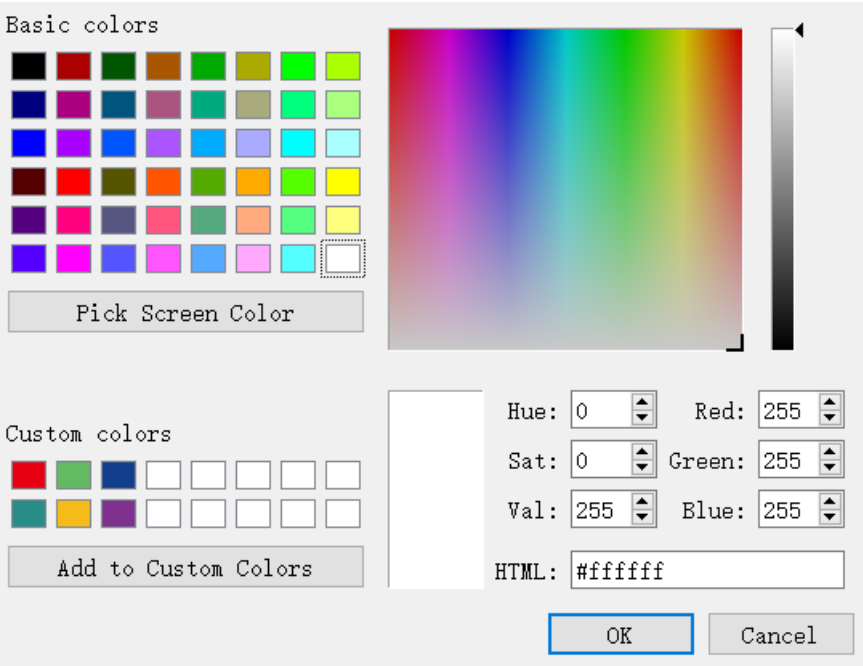 Basic colors
Pick Screen Color
Custom colors
Add to Custom Colors
Hue: 0 Red: 255
Sat: 0 Green: 255
Val: 255 Blue: 255
HTML: #ffffff
OK Cancel